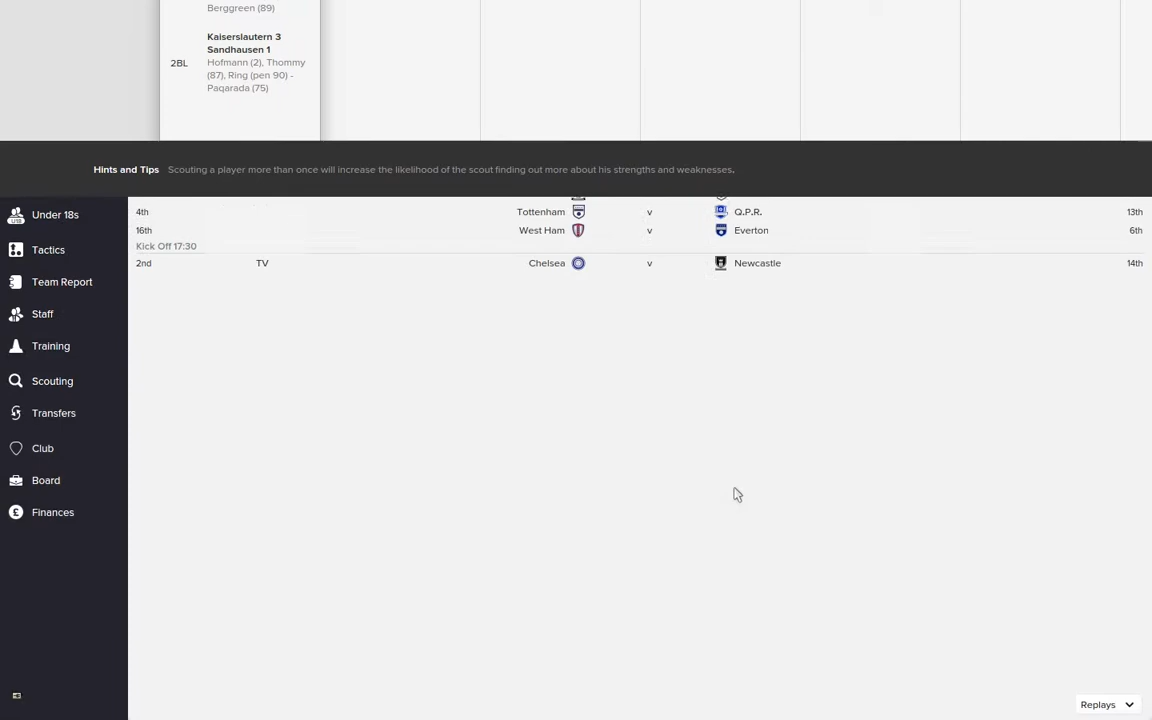 Berggreen (89)
Kaiserslautern 3
Sandhausen 1
2BL
Hofmann (2), Thommy
(87), Ring (pen 90) -
Paqarada (75)
Hints and Tips Scouting a player more than once will increase the likelihood of the scout finding out more about his strengths and weaknesses.
Under 18s
4th Tottenham v Q.P.R. 13th
16th West Ham v Everton 6th
Kick Off 17:30
Tactics
2nd TV Chelsea v Newcastle 14th
Team Report
Staff
Training
Scouting
Transfers
Club
Board
Finances
Replays